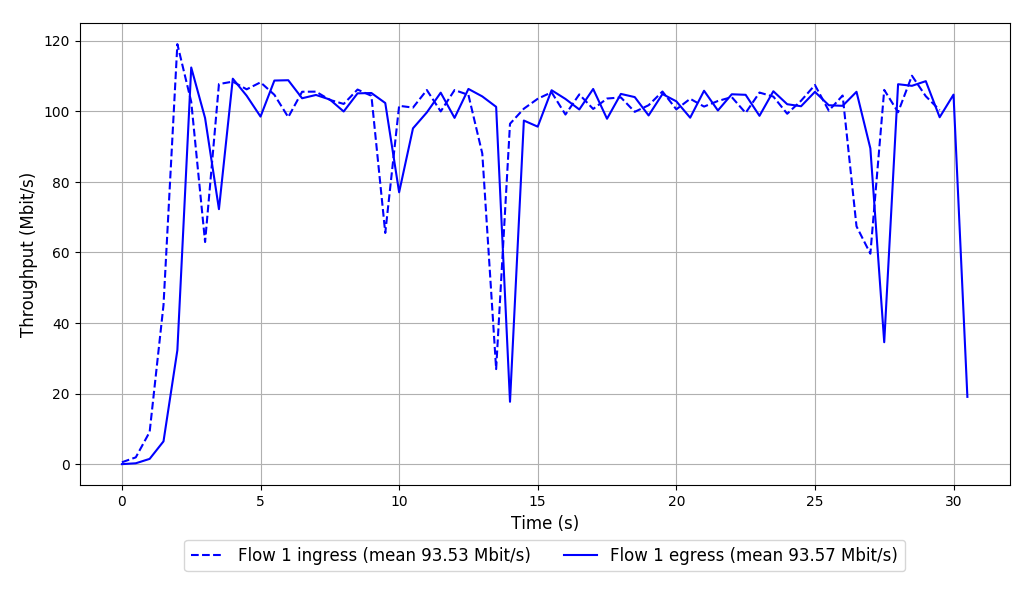 120
100
80
60
40
20
0
Throughput (Mbit/s)
0 5 10 15 20 25 30
Time (s)
Flow 1 ingress (mean 93.53 Mbit/s) Flow 1 egress (mean 93.57 Mbit/s)